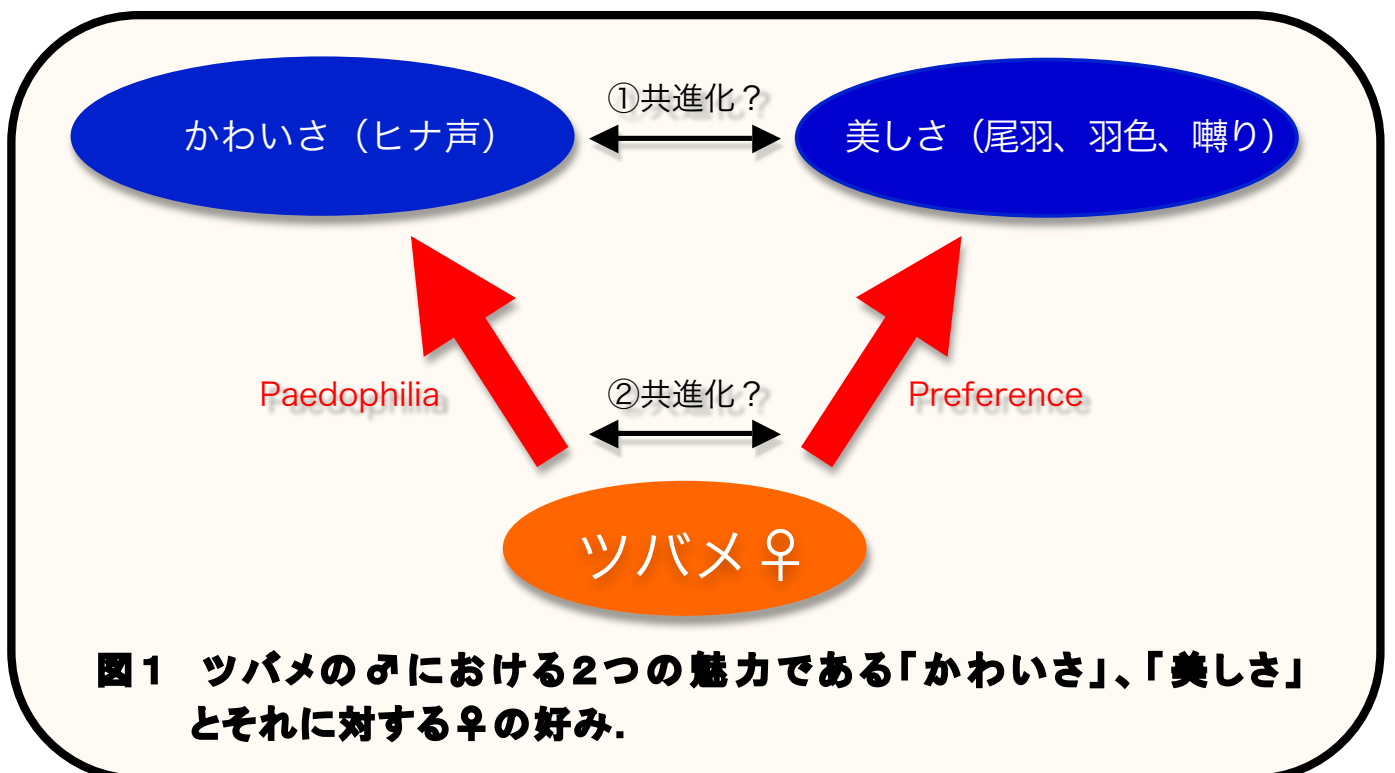 ①共進化？
かわいさ（ヒナ声）
美しさ（尾羽、羽色、囀り）
Paedophilia
②共進化？
Preference
ツバメ♀
図１　ツバメの♂における2つの魅力である「かわいさ」、「美しさ」
とそれに対する♀の好み.